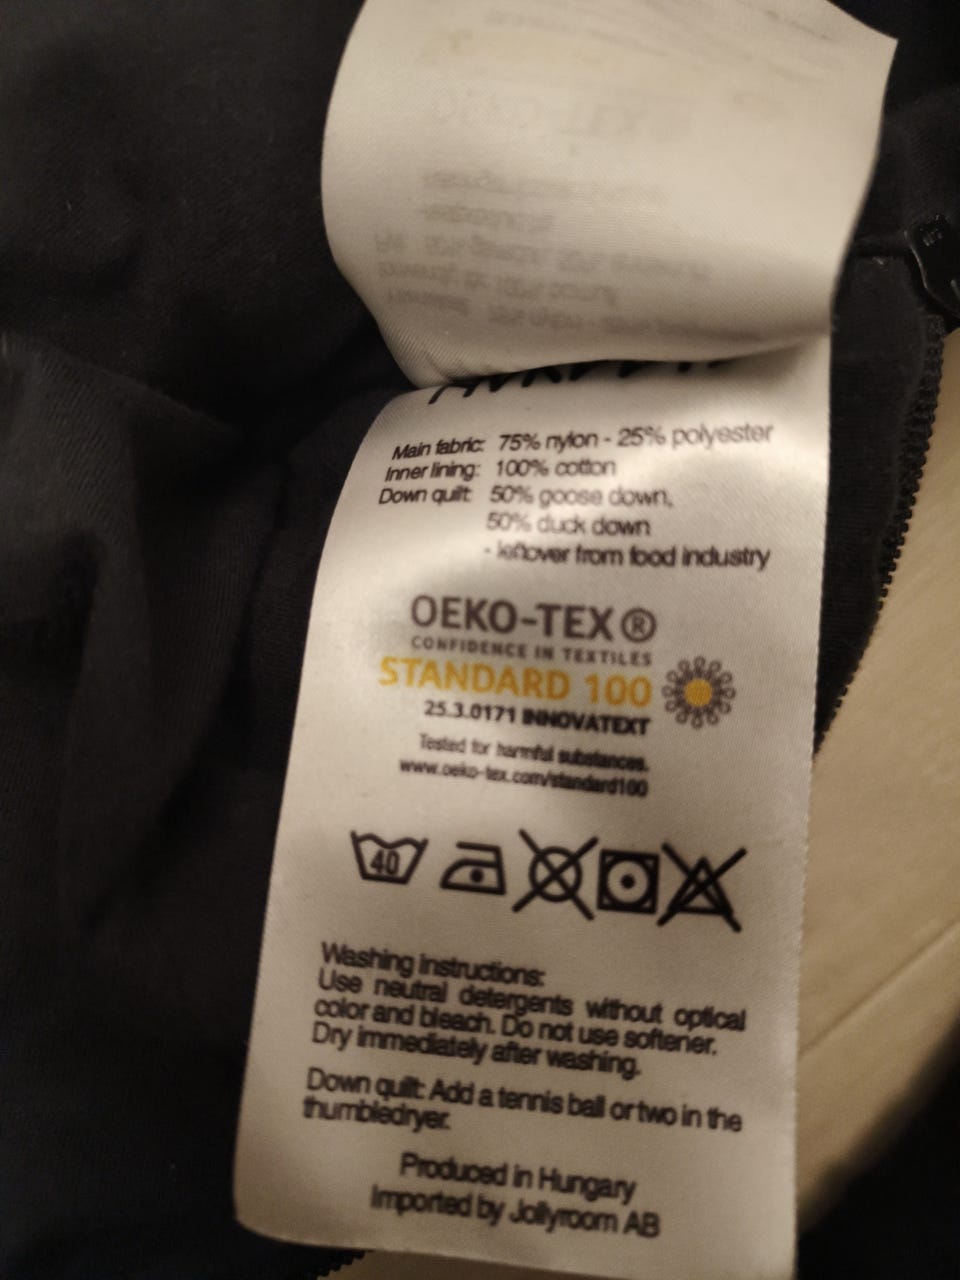 Main fabric: 75% nylon - 25% polyester
Inner lining: 100% cotton
Down quilt: 50% goose down,
50% duck down
- leftover from food industry
OEKO-TEX ®
CONFIDENCE IN TEXTILES
STANDARD 100
25.3.0171 INNOVATEXT
Tested for harmful substances.
www.oeko-tex.com/standard100
40
Washing instructions:
Use neutral detergents without optical
color and bleach. Do not use softener.
Dry immediately after washing.
Down quilt: Add a tennis ball or two in the
thumbledryer.
Produced in Hungary
Imported by Jollyroom AB